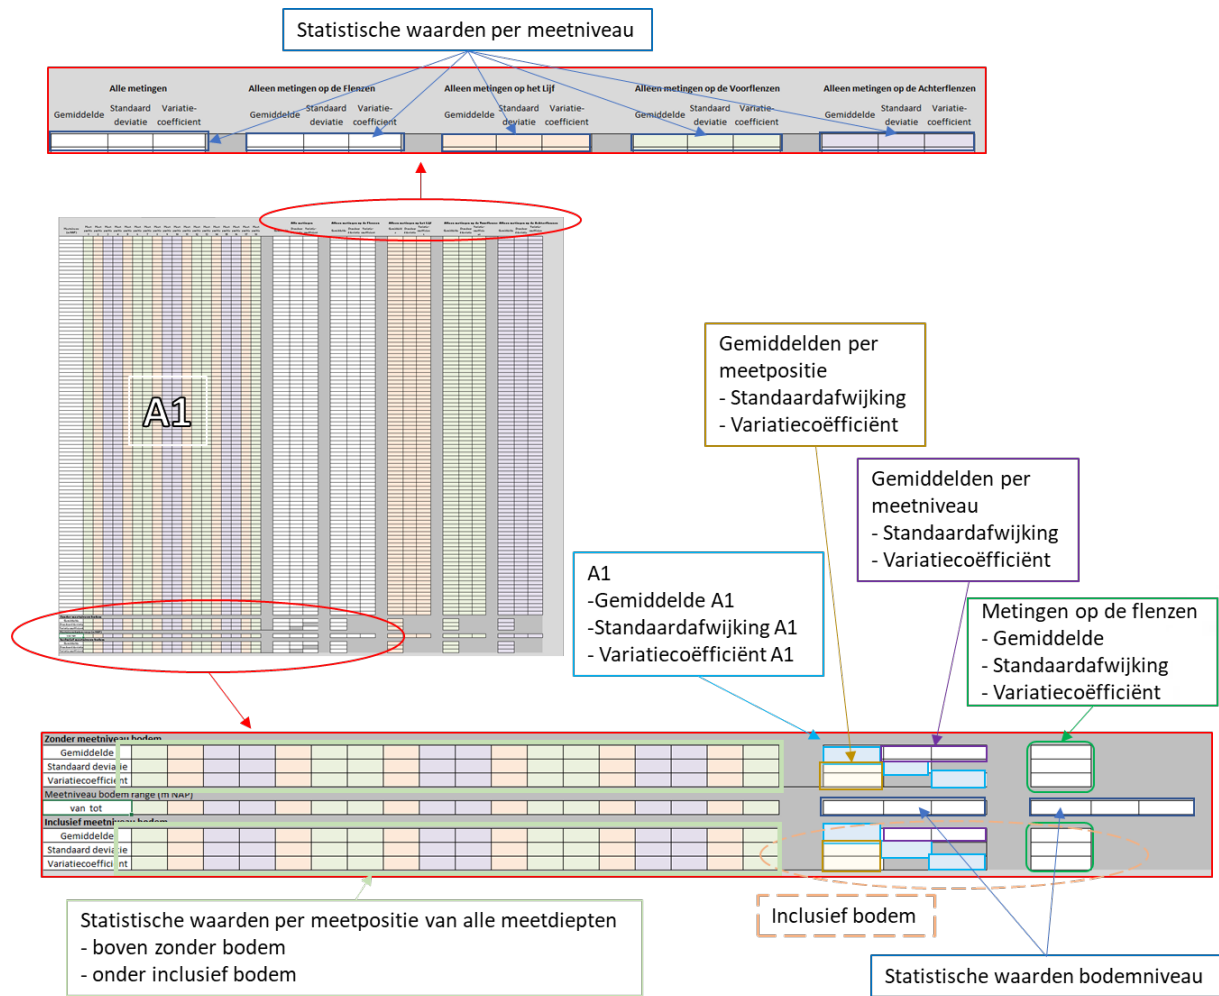 Statistische waarden per meetniveau
Alle metingen
Alleen metingen op de Flenzen
Alleen metingen op het Lijf
Alleen metingen op de Voorflenzen
Alleen metingen op de Achterflenzen
Gemiddelde Standaard deviatie Variatie-coefficient
Gemiddelde Standaard deviatie Variatie-coefficient
Gemiddelde Standaard deviatie Variatie-coefficient
Gemiddelde Standaard deviatie Variatie-coefficient
Gemiddelde Standaard deviatie Variatie-coefficient
A1
Gemiddelden per
meetpositie
- Standaardafwijking
- Variatiecoëfficiënt
Gemiddelden per
meetniveau
- Standaardafwijking
- Variatiecoëfficiënt
A1
-Gemiddelde A1
-Standaardafwijking A1
- Variatiecoëfficiënt A1
Metingen op de flenzen
- Gemiddelde
- Standaardafwijking
- Variatiecoëfficiënt
Zonder meetniveau bodem
Gemiddelde
Standaard deviatie
Variatiecoefficient
Meetniveau bodem range (m NAP)
van tot
Inclusief meetniveau bodem
Gemiddelde
Standaard deviatie
Variatiecoefficient
Statistische waarden per meetpositie van alle meetdiepten
- boven zonder bodem
- onder inclusief bodem
Inclusief bodem
Statistische waarden bodemniveau